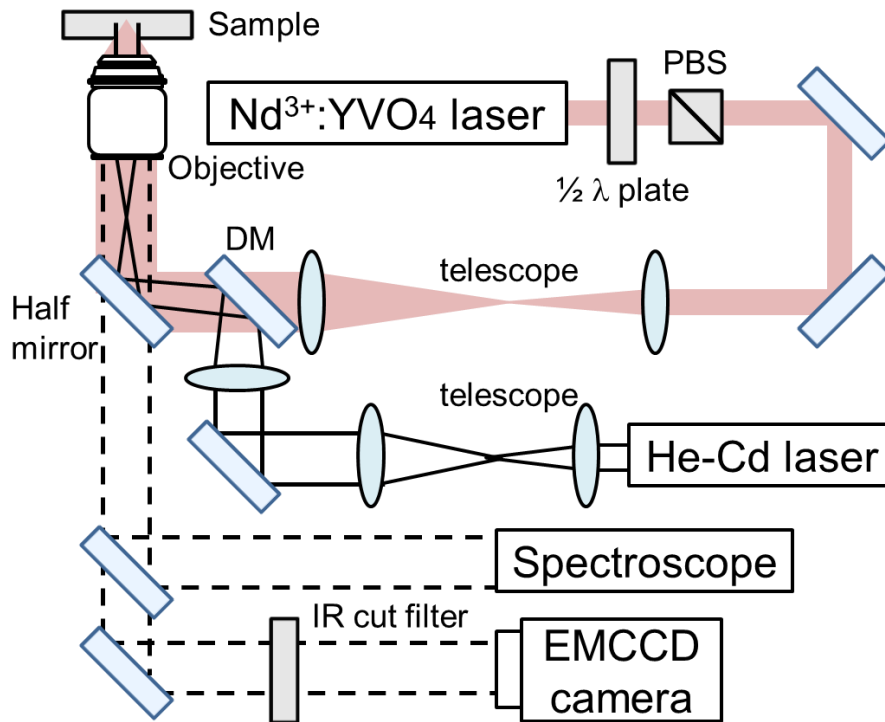 Sample
PBS
Nd³⁺:YVO₄ laser
Objective
½ λ plate
DM
telescope
Half
mirror
telescope
He-Cd laser
Spectroscope
IR cut filter
EMCCD
camera